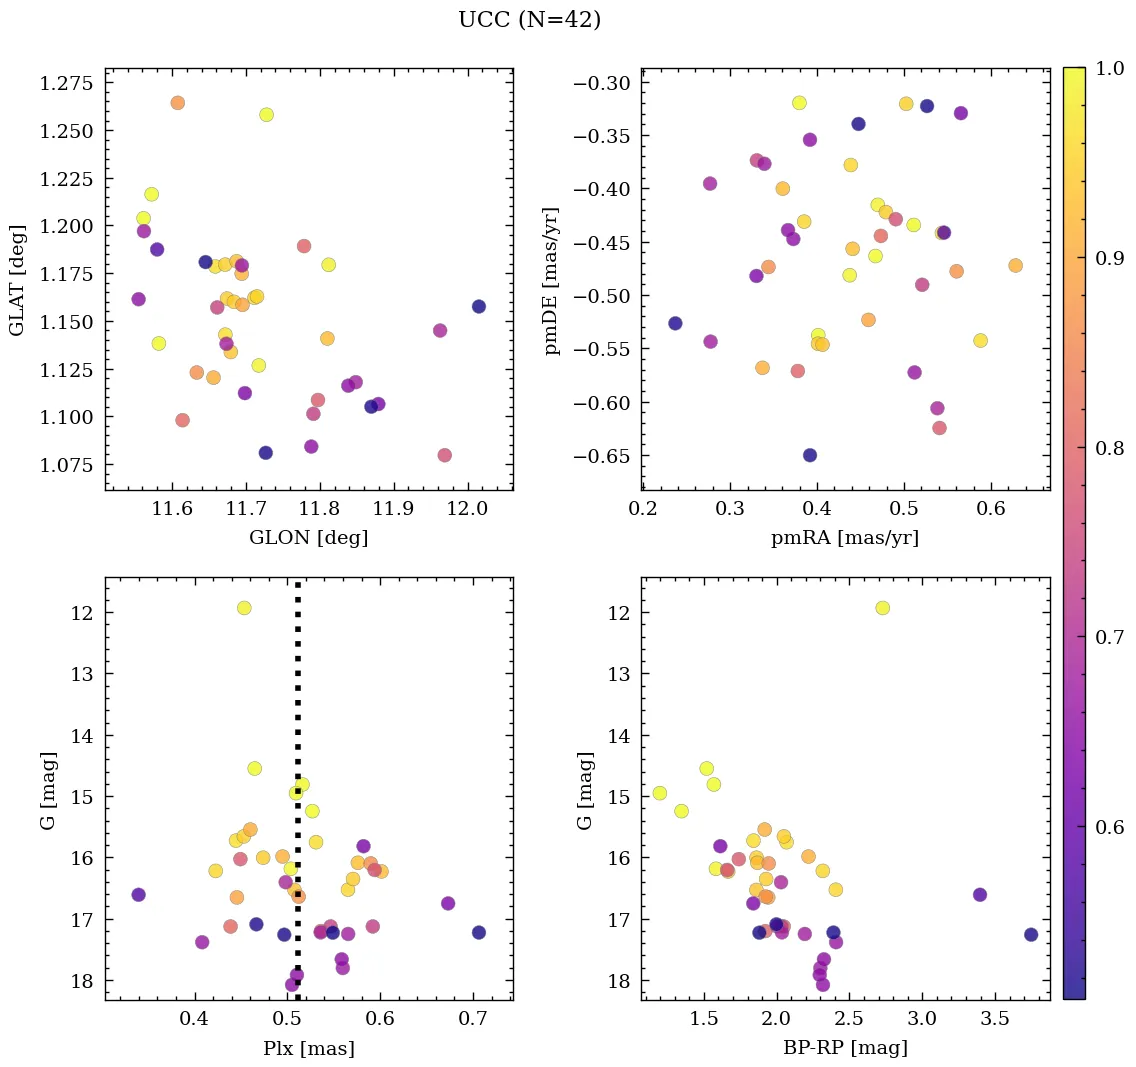 UCC (N=42)
1.275
1.250
1.225
1.200
1.175
1.150
1.125
1.100
1.075
GLAT [deg]
11.6 11.7 11.8 11.9 12.0
GLON [deg]
−0.30
−0.35
−0.40
−0.45
−0.50
−0.55
−0.60
−0.65
pmDE [mas/yr]
0.2 0.3 0.4 0.5 0.6
pmRA [mas/yr]
1.0
0.9
0.8
0.7
0.6
12
13
14
15
16
17
18
G [mag]
0.4 0.5 0.6 0.7
Plx [mas]
12
13
14
15
16
17
18
G [mag]
1.5 2.0 2.5 3.0 3.5
BP-RP [mag]